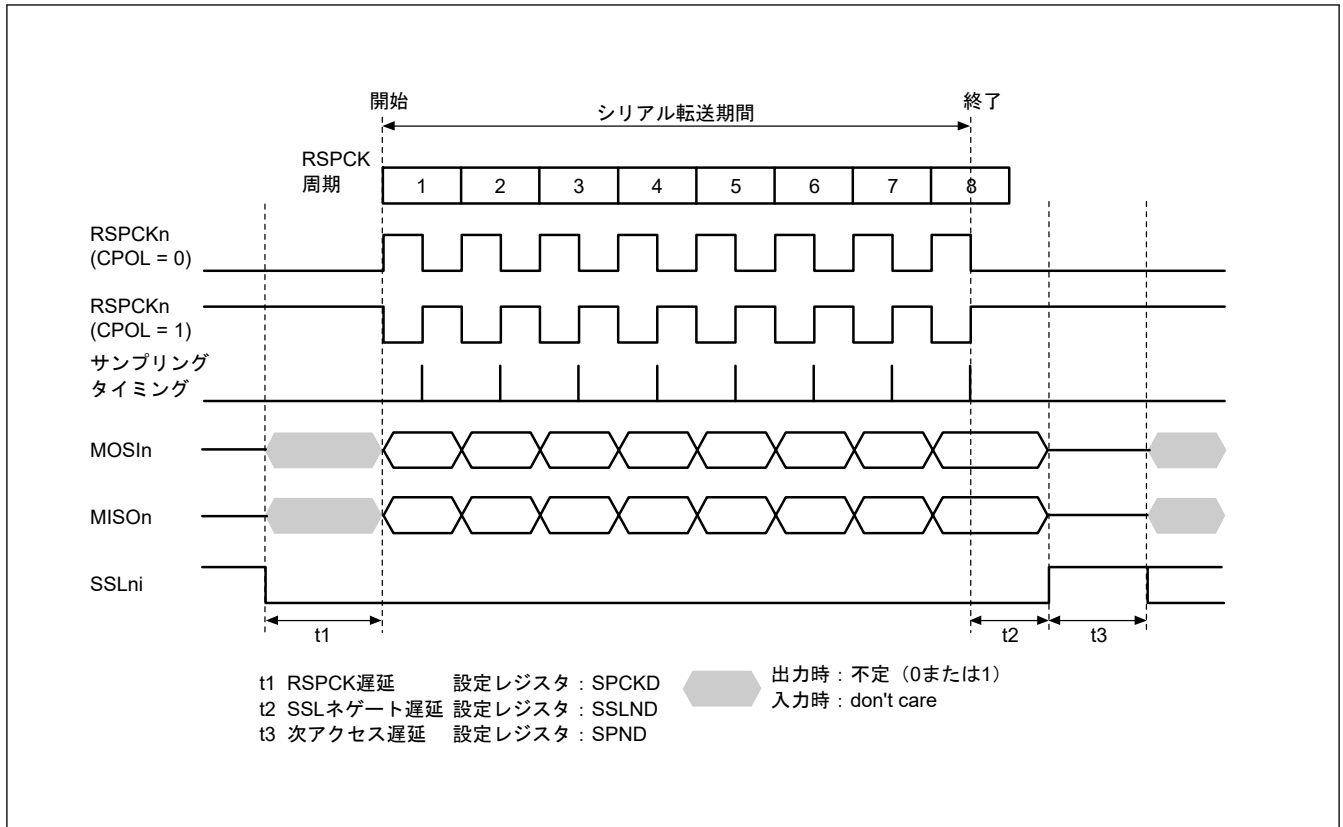 開始
終了
シリアル転送期間
RSPCK
周期
1 2 3 4 5 6 7 8
RSPCKn
(CPOL = 0)
RSPCKn
(CPOL = 1)
サンプリング
タイミング
MOSIn
MISOn
SSLni
t1
t2
t3
t1 RSPCK遅延 設定レジスタ：SPCKD
t2 SSLネゲート遅延 設定レジスタ：SSLND
t3 次アクセス遅延 設定レジスタ：SPND
出力時：不定（0または1）
入力時：don't care